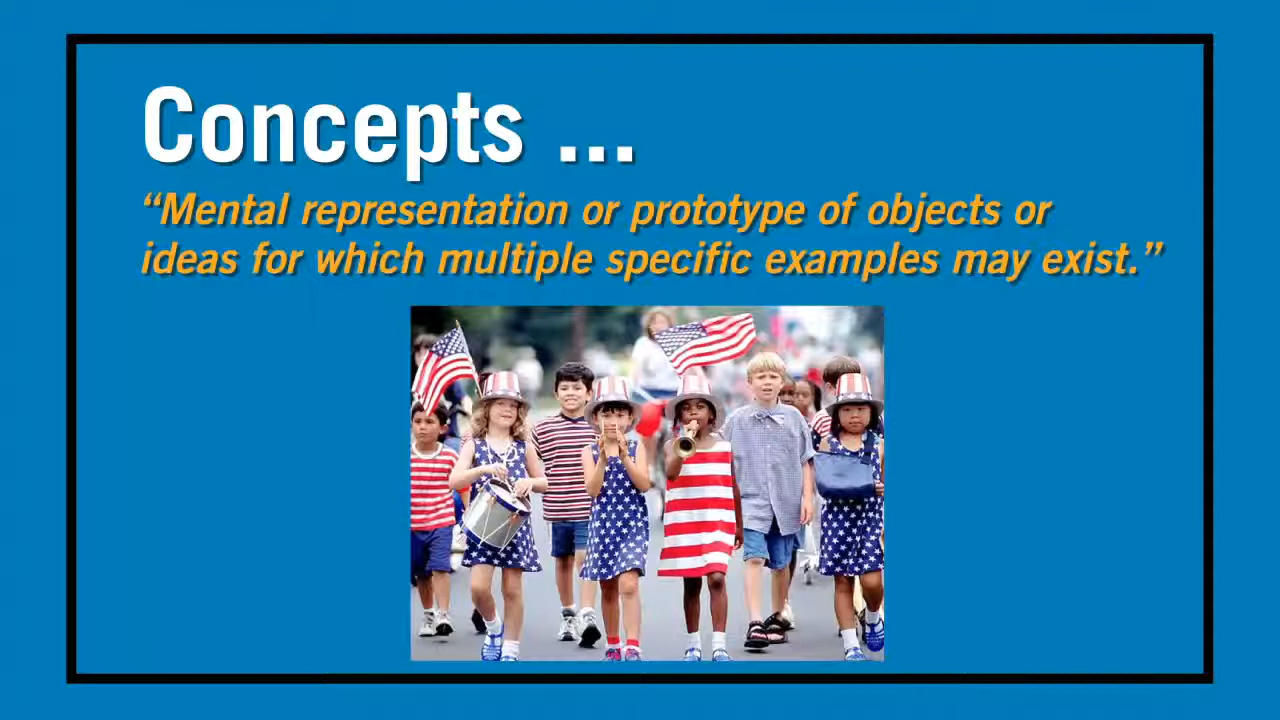 Concepts ...
“Mental representation or prototype of objects or
ideas for which multiple specific examples may exist.”